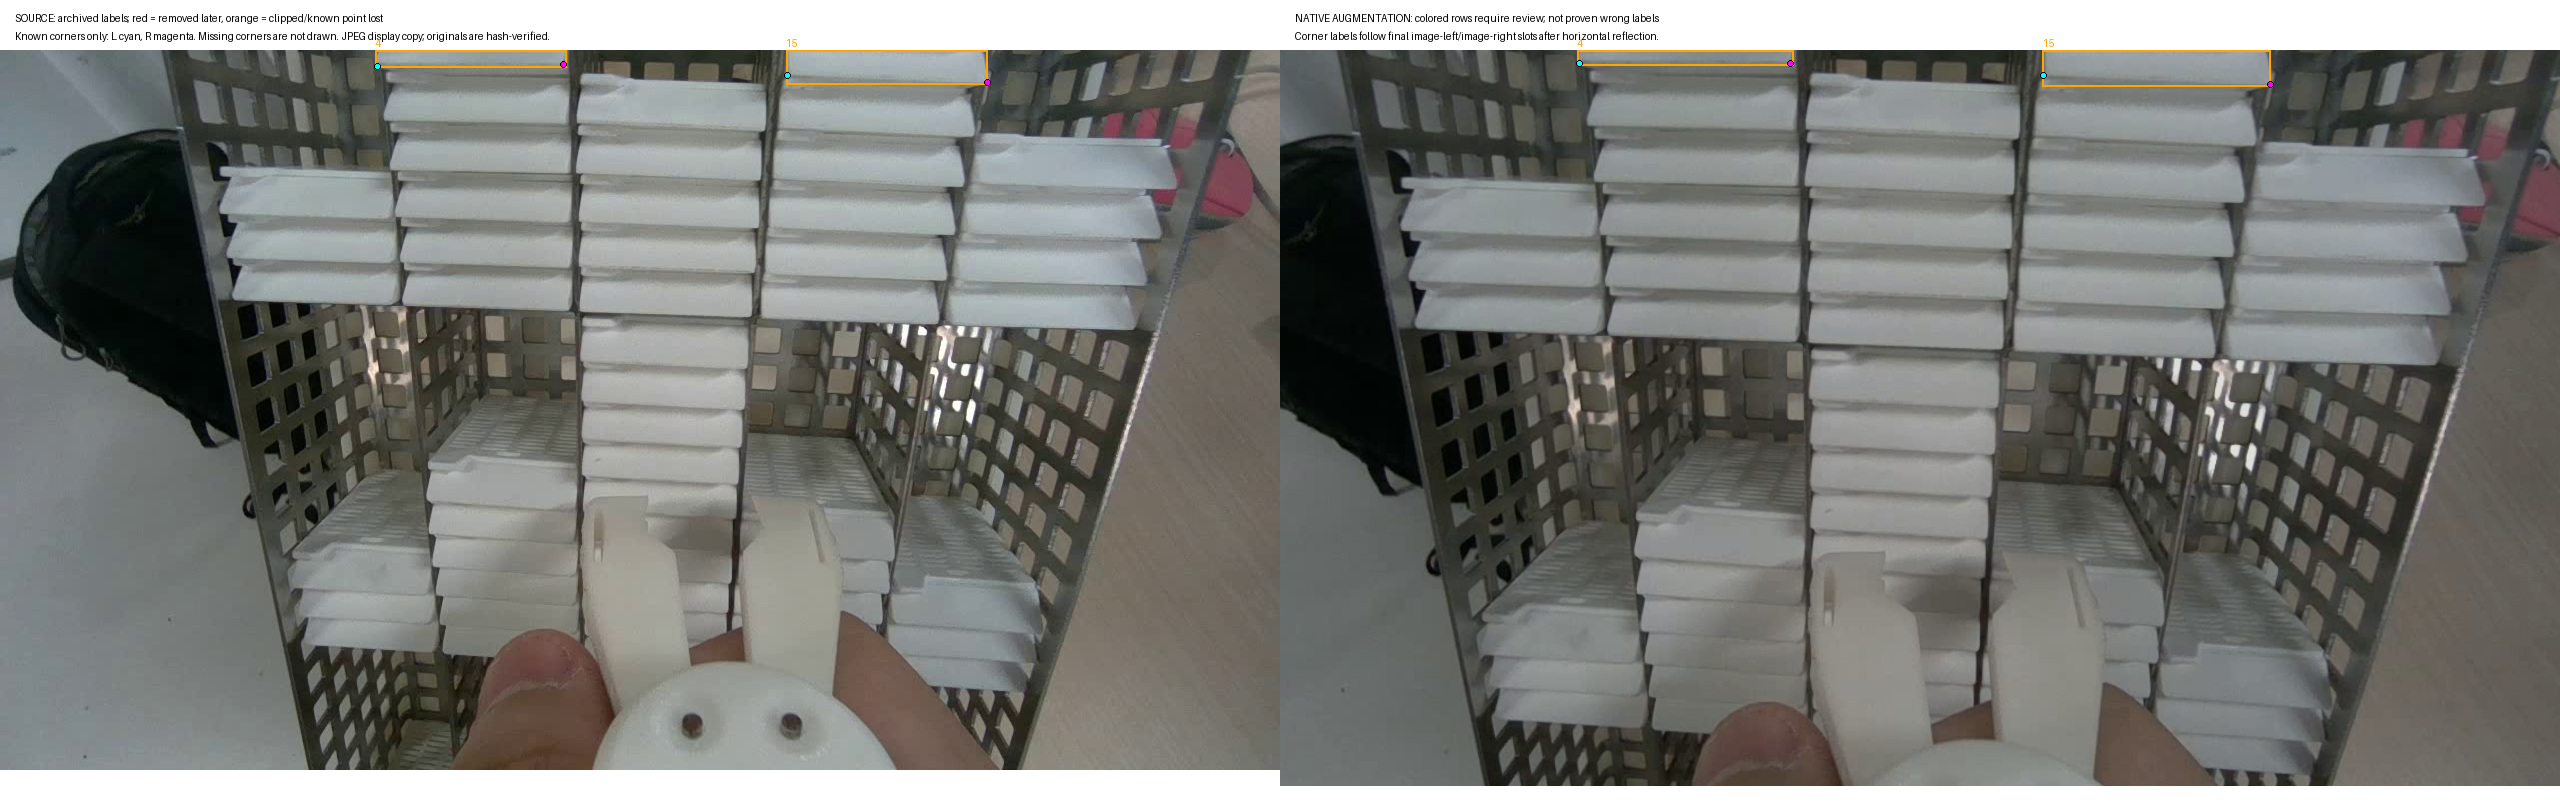 SOURCE: archived labels; red = removed later, orange = clipped/known point lost
Known corners only: L cyan, R magenta. Missing corners are not drawn. JPEG display copy; originals are hash-verified.
4
15
NATIVE AUGMENTATION: colored rows require review; not proven wrong labels
Corner labels follow final image-left/image-right slots after horizontal reflection.
4
15